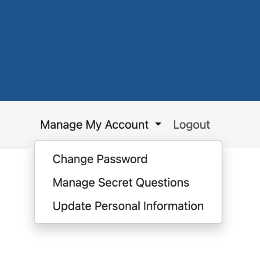 Manage My Account Logout
Change Password
Manage Secret Questions
Update Personal Information